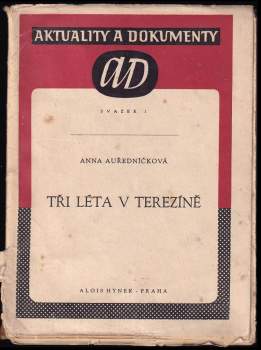 AKTUALITY A DOKUMENTY
AD
SVAZEK 1
ANNA AUŘEDNÍČKOVÁ
TŘI LÉTA V TEREZÍNĚ
ALOIS HYNEK - PRAHA